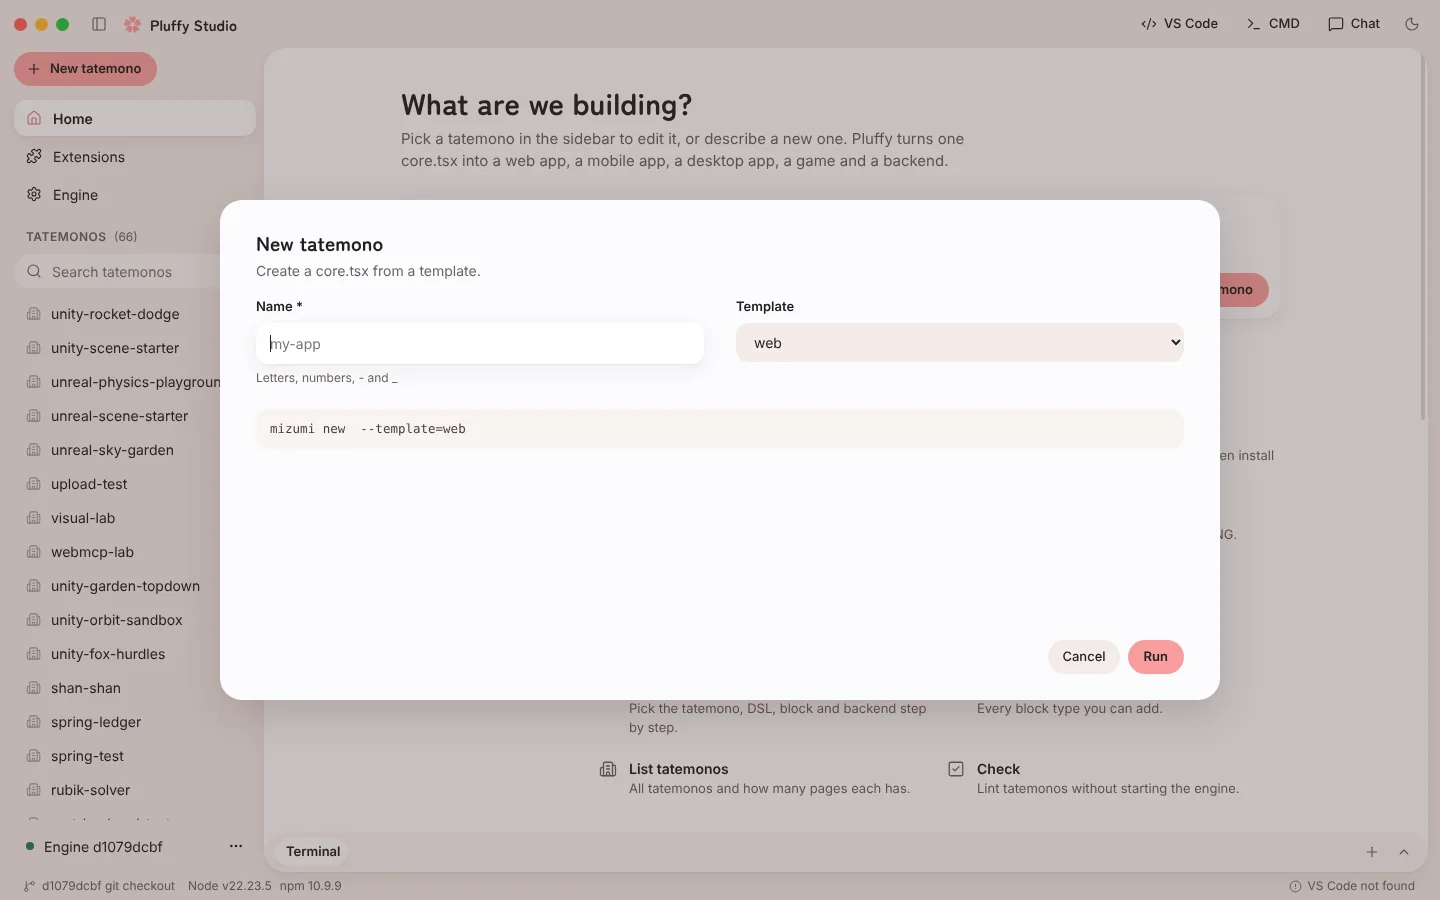 Pluffy Studio
VS Code
CMD
Chat
New tatemono
Home
Extensions
Engine
TATEMONOS (66)
Search tatemonos
unity-rocket-dodge
unity-scene-starter
unreal-physics-playgroun
unreal-scene-starter
unreal-sky-garden
upload-test
visual-lab
webmcp-lab
unity-garden-topdown
unity-orbit-sandbox
unity-fox-hurdles
shan-shan
spring-ledger
spring-test
rubik-solver
Engine d1079dcbf
What are we building?
Pick a tatemono in the sidebar to edit it, or describe a new one. Pluffy turns one
core.tsx into a web app, a mobile app, a desktop app, a game and a backend.
mono
en install
NG.
New tatemono
Create a core.tsx from a template.
Name *
Template
my-app
web
Letters, numbers, - and _
mizumi new  --template=web
Cancel
Run
Pick the tatemono, DSL, block and backend step
by step.
Every block type you can add.
List tatemonos
All tatemonos and how many pages each has.
Check
Lint tatemonos without starting the engine.
Terminal
d1079dcbf git checkout
Node v22.23.5
npm 10.9.9
VS Code not found